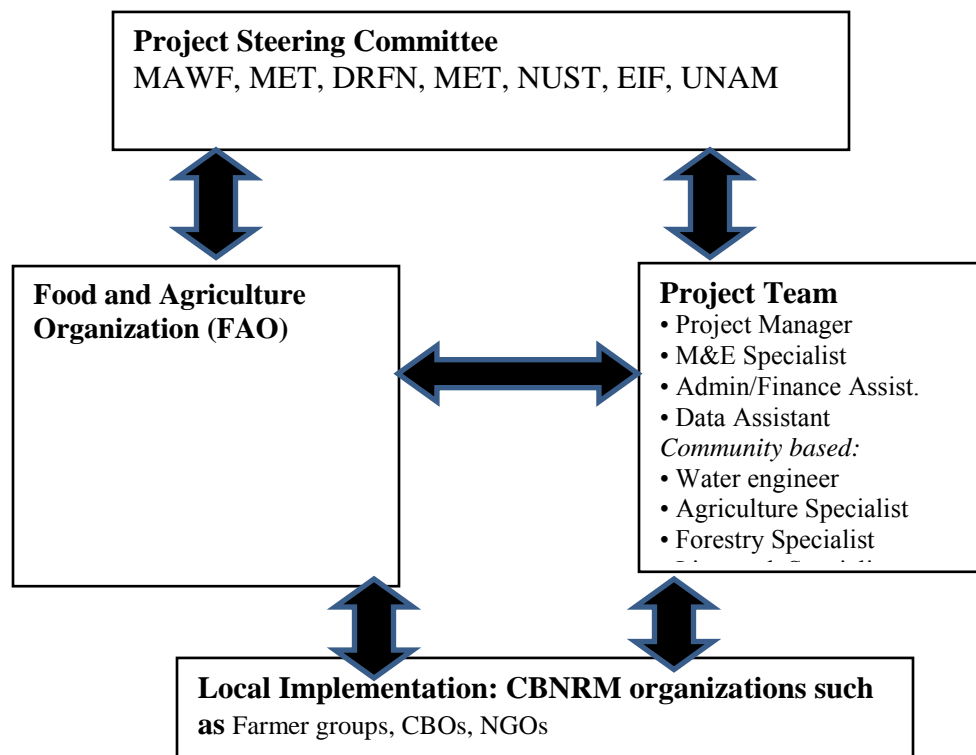 Project Steering Committee
MAWF, MET, DRFN, MET, NUST, EIF, UNAM
Food and Agriculture
Organization (FAO)
Project Team
• Project Manager
• M&E Specialist
• Admin/Finance Assist.
• Data Assistant
Community based:
• Water engineer
• Agriculture Specialist
• Forestry Specialist
Local Implementation: CBNRM organizations such
as Farmer groups, CBOs, NGOs